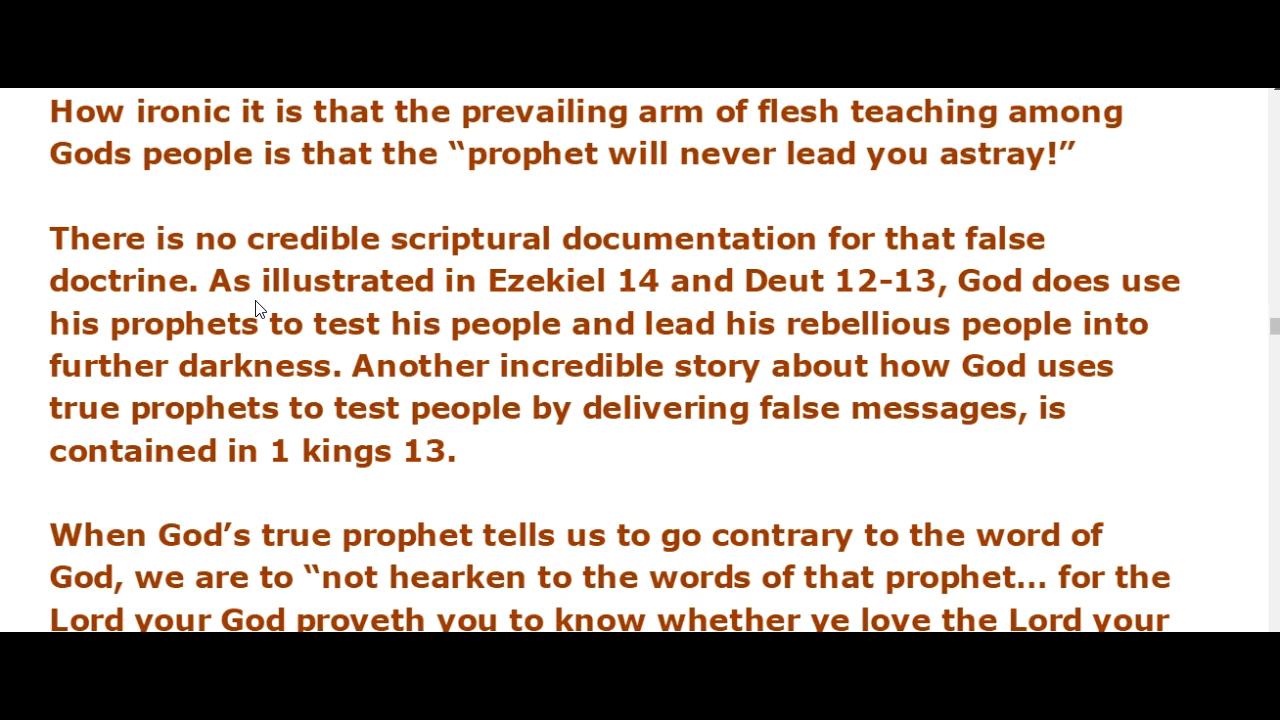 How ironic it is that the prevailing arm of flesh teaching among
Gods people is that the “prophet will never lead you astray!”
There is no credible scriptural documentation for that false
doctrine. As illustrated in Ezekiel 14 and Deut 12-13, God does use
his prophets to test his people and lead his rebellious people into
further darkness. Another incredible story about how God uses
true prophets to test people by delivering false messages, is
contained in 1 kings 13.
When God’s true prophet tells us to go contrary to the word of
God, we are to “not hearken to the words of that prophet… for the
Lord your God proveth you to know whether ye love the Lord your